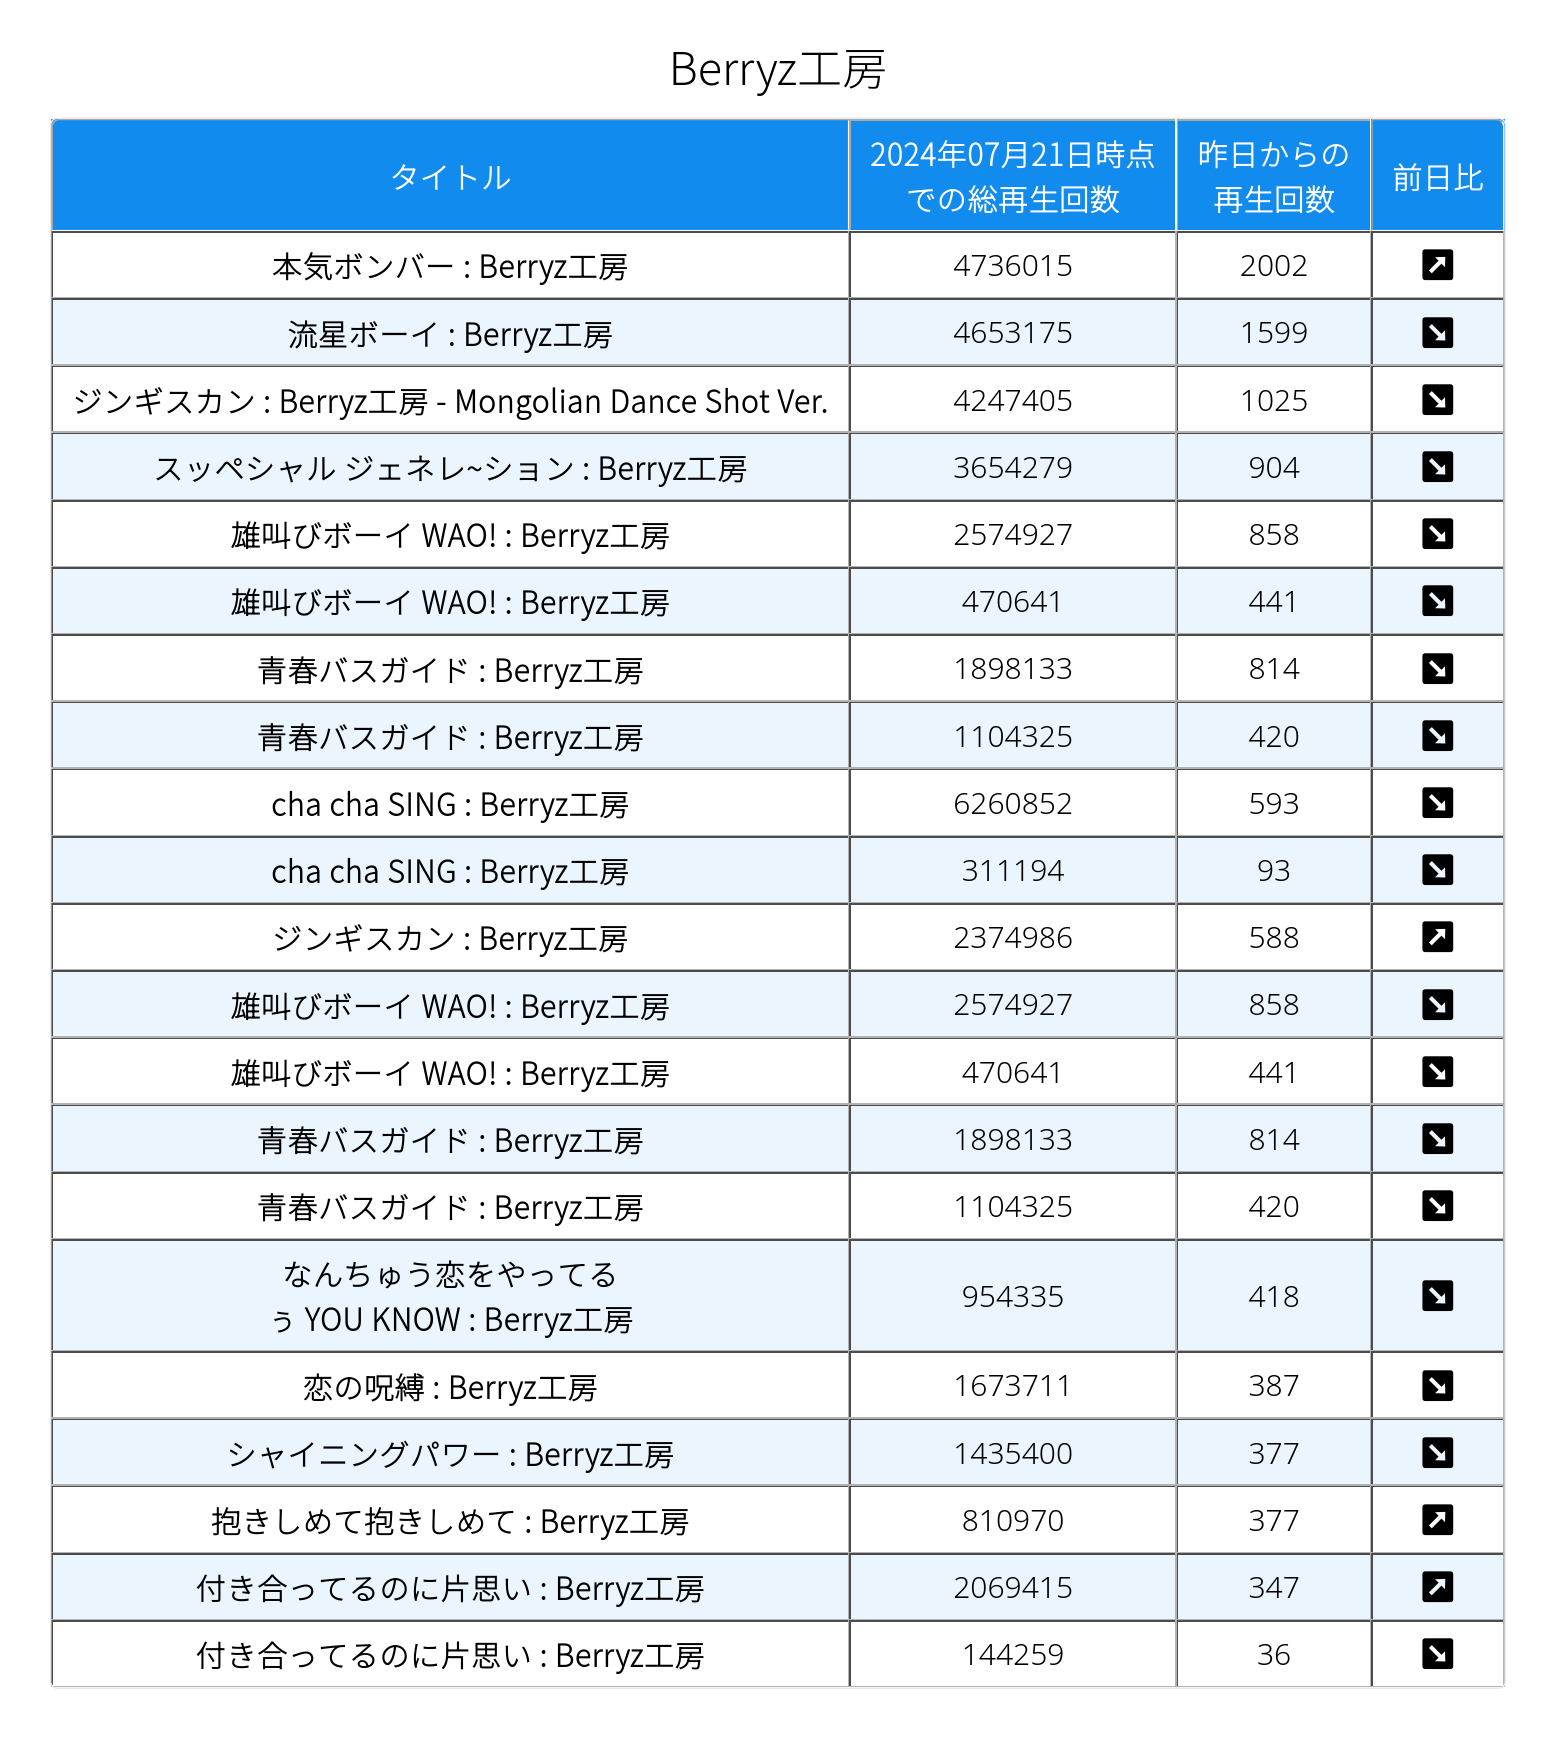 Berryz工房
タイトル 2024年07月21日時点での総再生回数 昨日からの再生回数 前日比
本気ボンバー : Berryz工房 4736015 2002
流星ボーイ : Berryz工房 4653175 1599
ジンギスカン : Berryz工房 - Mongolian Dance Shot Ver. 4247405 1025
スッペシャル ジェネレ~ション : Berryz工房 3654279 904
雄叫びボーイ WAO! : Berryz工房 2574927 858
雄叫びボーイ WAO! : Berryz工房 470641 441
青春バスガイド : Berryz工房 1898133 814
青春バスガイド : Berryz工房 1104325 420
cha cha SING : Berryz工房 6260852 593
cha cha SING : Berryz工房 311194 93
ジンギスカン : Berryz工房 2374986 588
雄叫びボーイ WAO! : Berryz工房 2574927 858
雄叫びボーイ WAO! : Berryz工房 470641 441
青春バスガイド : Berryz工房 1898133 814
青春バスガイド : Berryz工房 1104325 420
なんちゅう恋をやってる
ぅ YOU KNOW : Berryz工房 954335 418
恋の呪縛 : Berryz工房 1673711 387
シャイニングパワー : Berryz工房 1435400 377
抱きしめて抱きしめて : Berryz工房 810970 377
付き合ってるのに片思い : Berryz工房 2069415 347
付き合ってるのに片思い : Berryz工房 144259 36